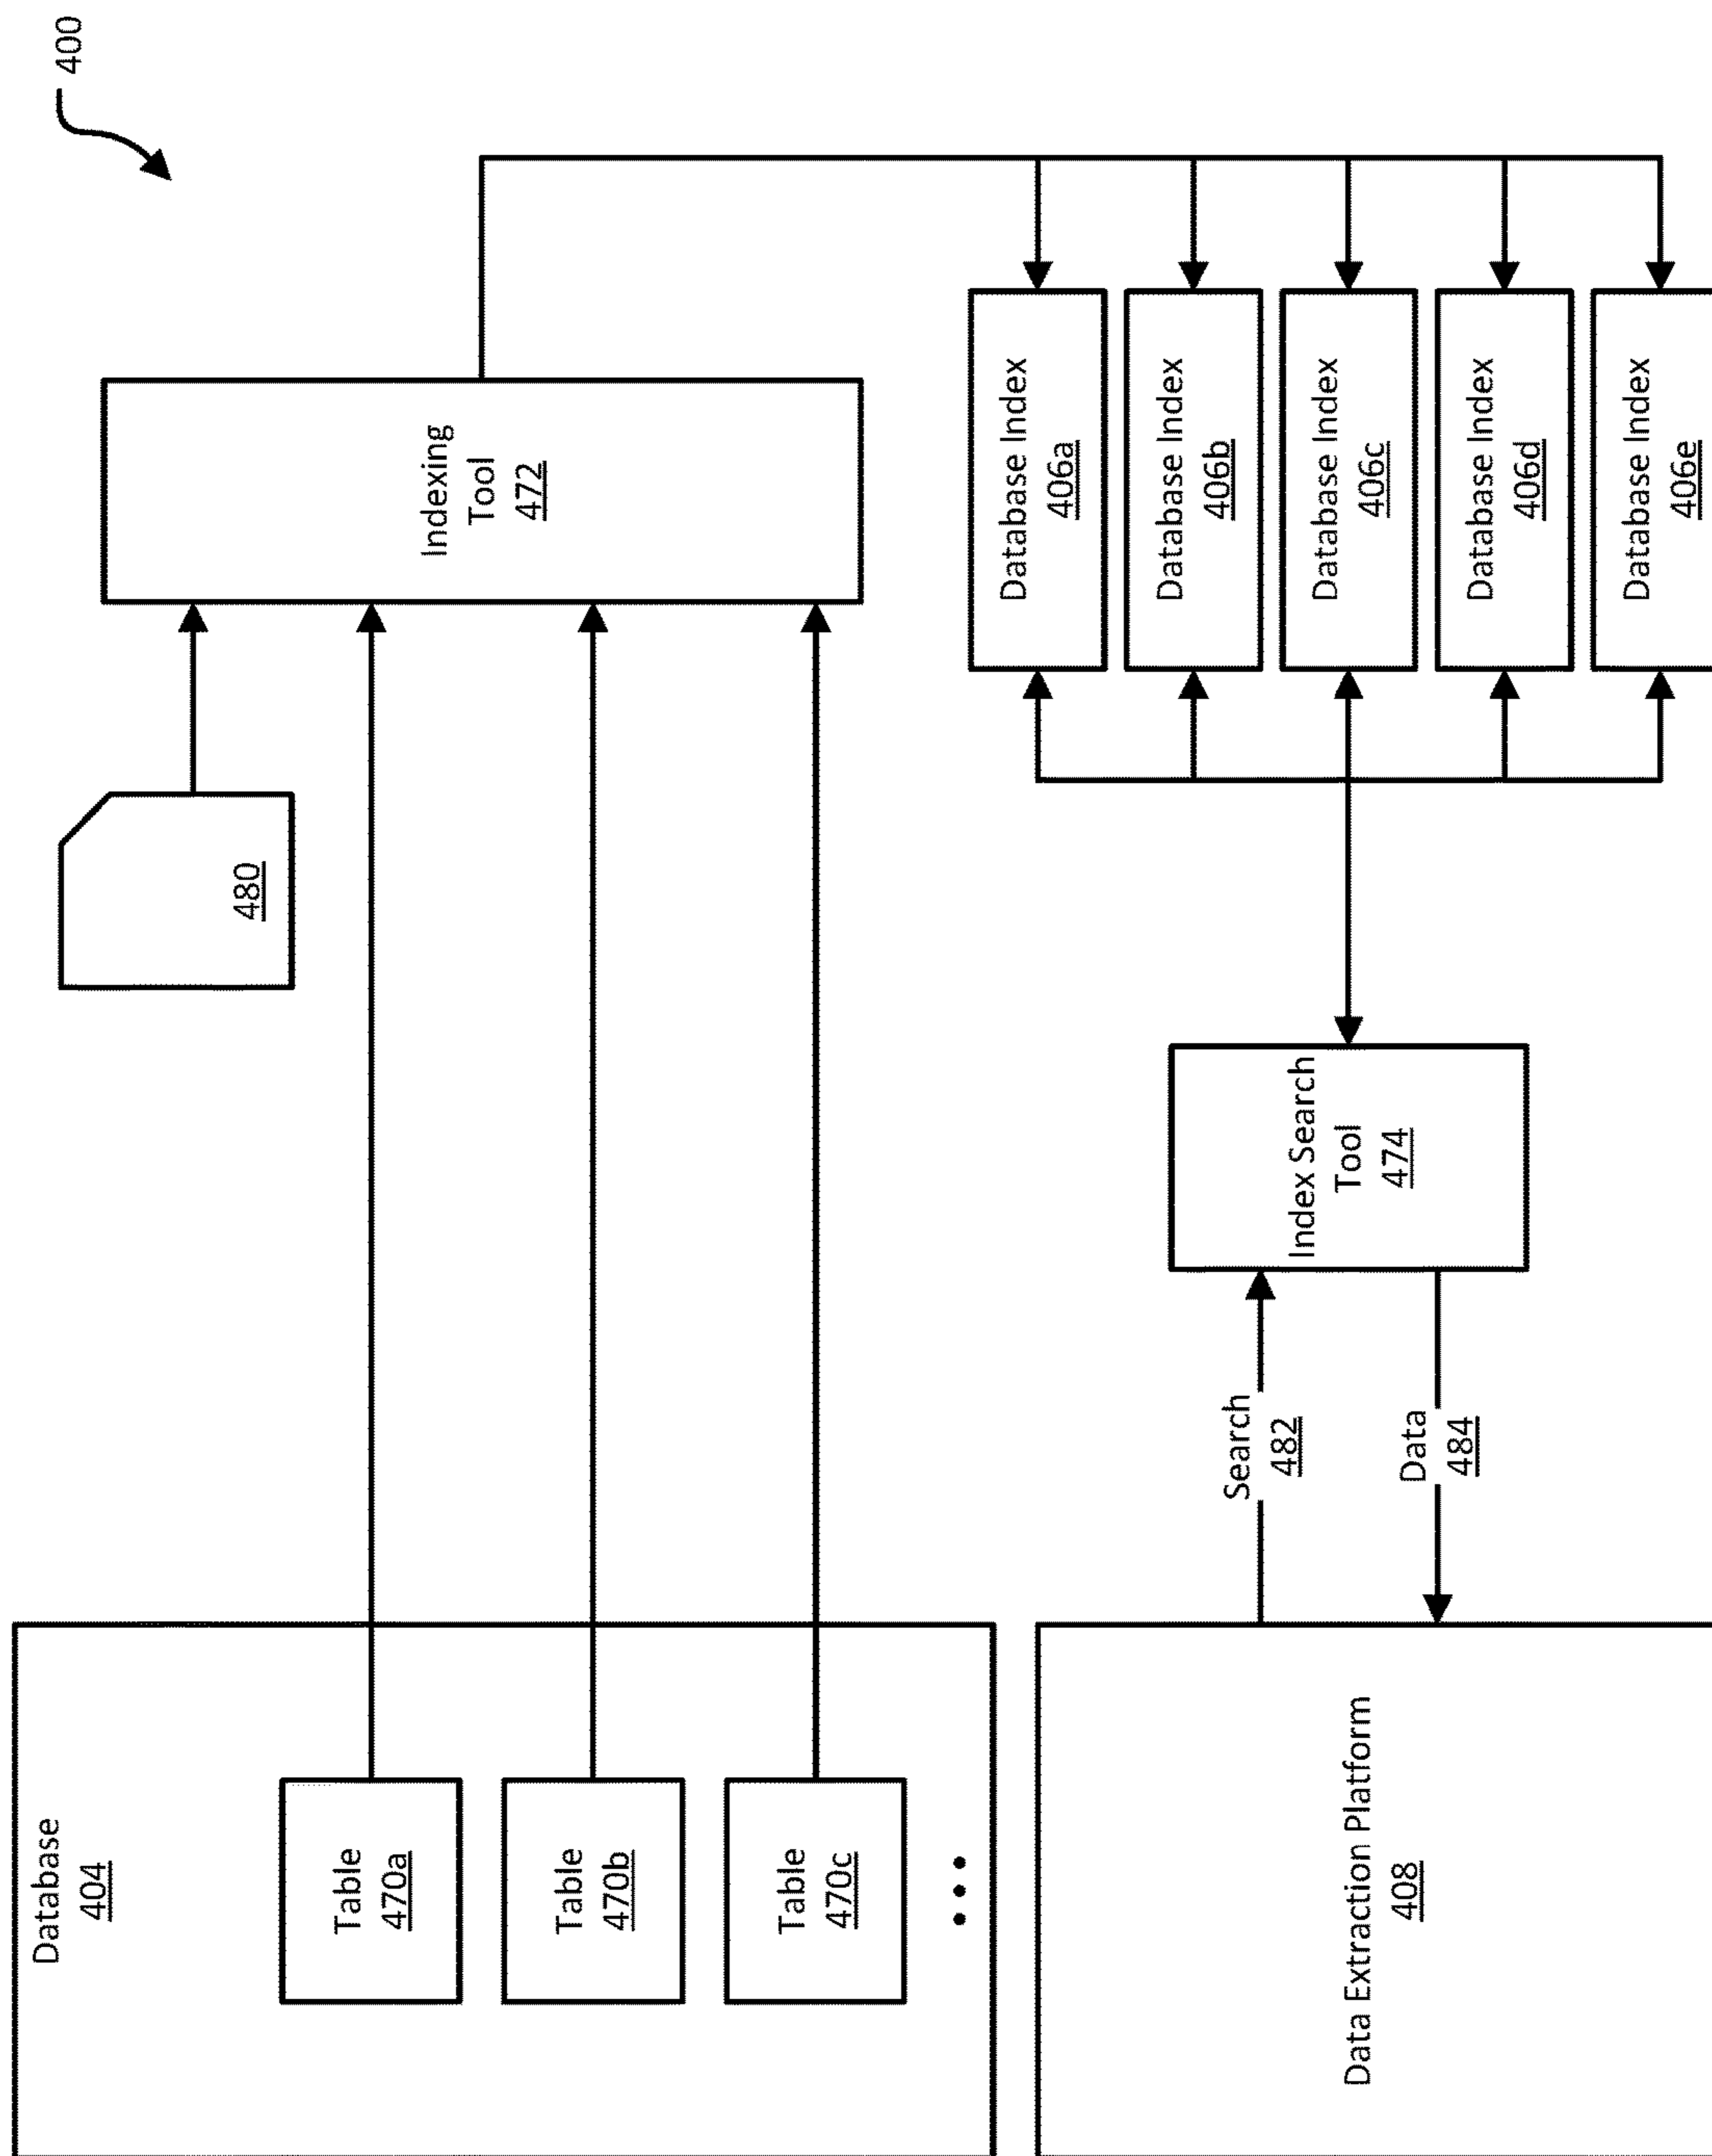 400
Database
404
Table
470a
Table
470b
Table
470c
480
Indexing
Tool
472
Data Extraction Platform
408
Search
482
Data
484
Index Search
Tool
474
Database Index
406a
Database Index
406b
Database Index
406c
Database Index
406d
Database Index
406e